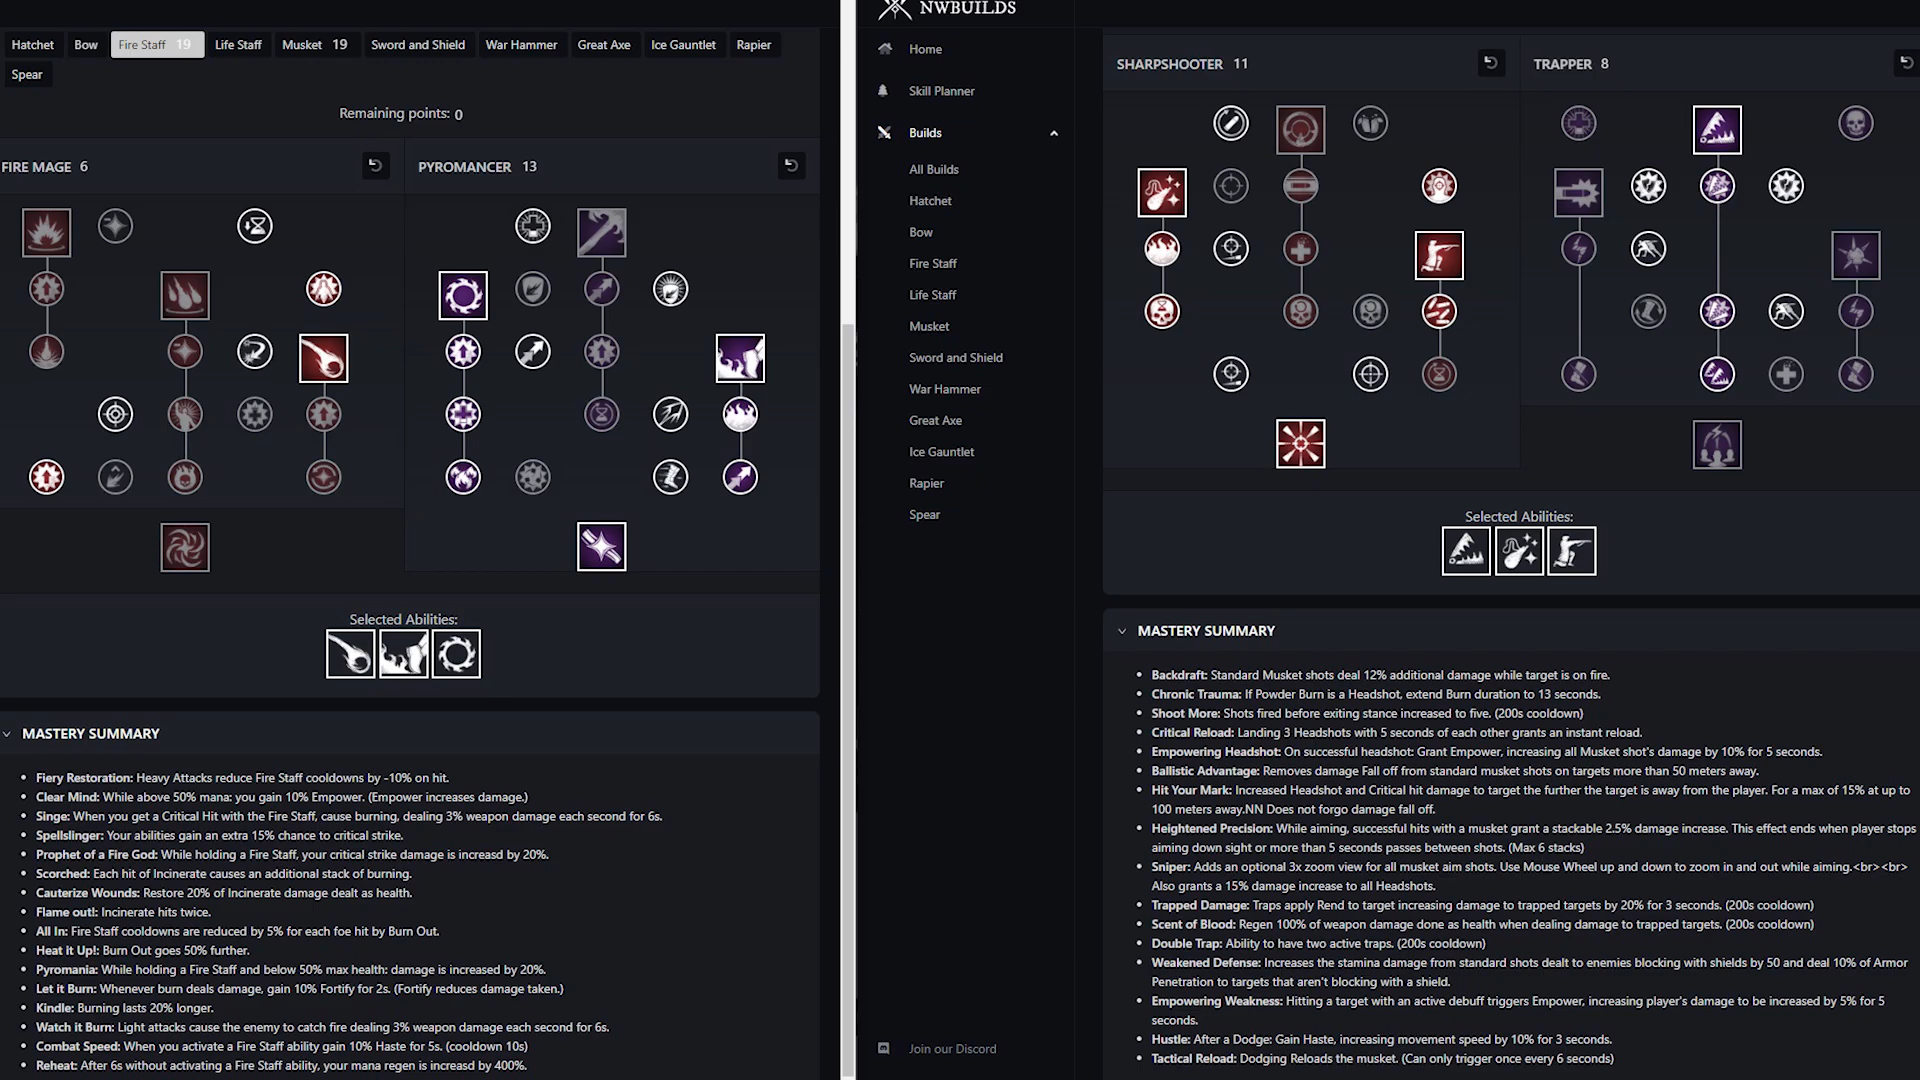 Hatchet Bow Fire Staff 19 Life Staff Musket 19 Sword and Shield War Hammer Great Axe Ice Gauntlet Rapier
Spear
Remaining points: 0
FIRE MAGE 6
PYROMANCER 13
Selected Abilities:
MASTERY SUMMARY
Fiery Restoration: Heavy Attacks reduce Fire Staff cooldowns by -10% on hit.
Clear Mind: While above 50% mana: you gain 10% Empower. (Empower increases damage.)
Singe: When you get a Critical Hit with the Fire Staff, cause burning, dealing 3% weapon damage each second for 6s.
Spellslinger: Your abilities gain an extra 15% chance to critical strike.
Prophet of a Fire God: While holding a Fire Staff, your critical strike damage is increasd by 20%.
Scorched: Each hit of Incinerate causes an additional stack of burning.
Cauterize Wounds: Restore 20% of Incinerate damage dealt as health.
Flame out!: Incinerate hits twice.
All In: Fire Staff cooldowns are reduced by 5% for each foe hit by Burn Out.
Heat it Up!: Burn Out goes 50% further.
Pyromania: While holding a Fire Staff and below 50% max health: damage is increased by 20%.
Let it Burn: Whenever burn deals damage, gain 10% Fortify for 2s. (Fortify reduces damage taken.)
Kindle: Burning lasts 20% longer.
Watch it Burn: Light attacks cause the enemy to catch fire dealing 3% weapon damage each second for 6s.
Combat Speed: When you activate a Fire Staff ability gain 10% Haste for 5s. (cooldown 10s)
Reheat: After 6s without activating a Fire Staff ability, your mana regen is increasd by 400%.
NWBUILDS
Home
Skill Planner
Builds
All Builds
Hatchet
Bow
Fire Staff
Life Staff
Musket
Sword and Shield
War Hammer
Great Axe
Ice Gauntlet
Rapier
Spear
Join our Discord
SHARPSHOOTER 11
TRAPPER 8
Selected Abilities:
MASTERY SUMMARY
Backdraft: Standard Musket shots deal 12% additional damage while target is on fire.
Chronic Trauma: If Powder Burn is a Headshot, extend Burn duration to 13 seconds.
Shoot More: Shots fired before exiting stance increased to five. (200s cooldown)
Critical Reload: Landing 3 Headshots with 5 seconds of each other grants an instant reload.
Empowering Headshot: On successful headshot: Grant Empower, increasing all Musket shot's damage by 10% for 5 seconds.
Ballistic Advantage: Removes damage Fall off from standard musket shots on targets more than 50 meters away.
Hit Your Mark: Increased Headshot and Critical hit damage to target the further the target is away from the player. For a max of 15% at up to
100 meters away.NN Does not forgo damage fall off.
Heightened Precision: While aiming, successful hits with a musket grant a stackable 2.5% damage increase. This effect ends when player stops
aiming down sight or more than 5 seconds passes between shots. (Max 6 stacks)
Sniper: Adds an optional 3x zoom view for all musket aim shots. Use Mouse Wheel up and down to zoom in and out while aiming.<br><br>
Also grants a 15% damage increase to all Headshots.
Trapped Damage: Traps apply Rend to target increasing damage to trapped targets by 20% for 3 seconds. (200s cooldown)
Scent of Blood: Regen 100% of weapon damage done as health when dealing damage to trapped targets. (200s cooldown)
Double Trap: Ability to have two active traps. (200s cooldown)
Weakened Defense: Increases the stamina damage from standard shots dealt to enemies blocking with shields by 50 and deal 10% of Armor
Penetration to targets that aren't blocking with a shield.
Empowering Weakness: Hitting a target with an active debuff triggers Empower, increasing player's damage to be increased by 5% for 5
seconds.
Hustle: After a Dodge: Gain Haste, increasing movement speed by 10% for 3 seconds.
Tactical Reload: Dodging Reloads the musket. (Can only trigger once every 6 seconds)